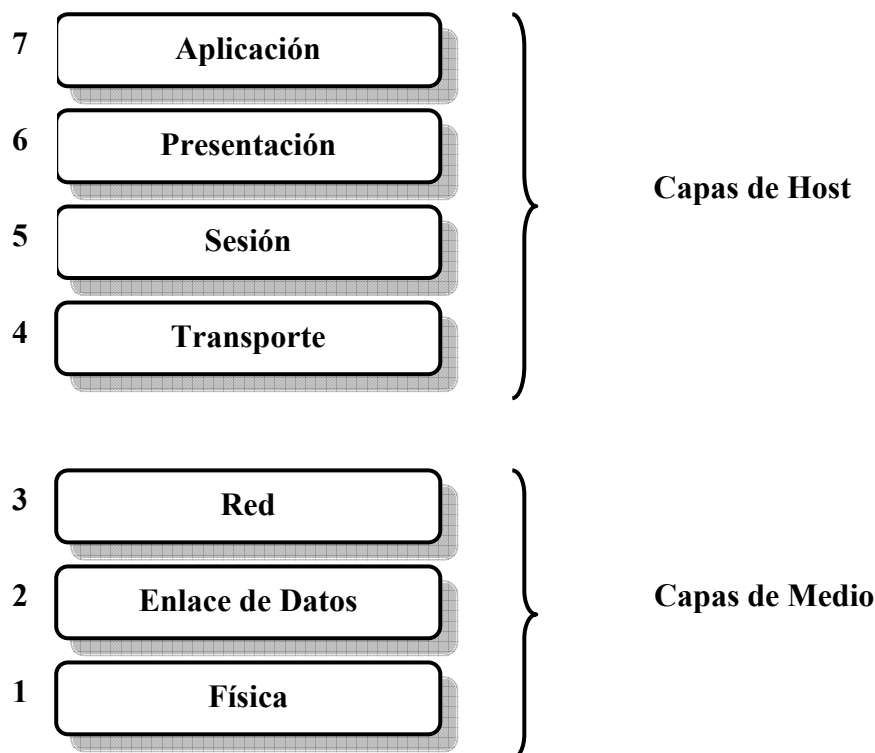 7 Aplicación
6 Presentación
5 Sesión
4 Transporte
Capas de Host
3 Red
2 Enlace de Datos
1 Física
Capas de Medio